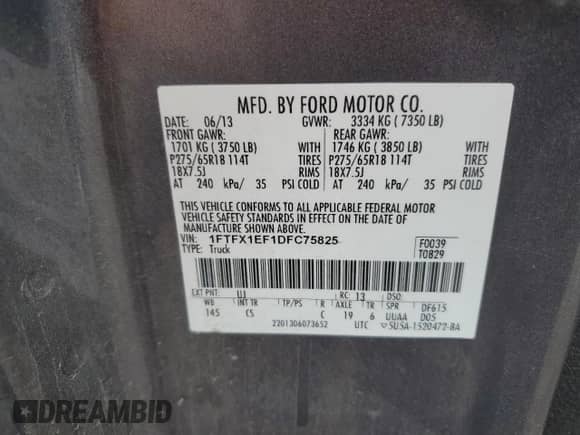 MFD. BY FORD MOTOR CO.
DATE: 06/13 GVWR: 3334 KG ( 7350 LB)
FRONT GAWR: REAR GAWR:
1701 KG ( 3750 LB) WITH 1746 KG ( 3850 LB) WITH
P275/65R18 114T TIRES P275/65R18 114T TIRES
18X7.5J RIMS 18X7.5J RIMS
AT 240 kPa/ 35 PSI COLD AT 240 kPa/ 35 PSI COLD
THIS VEHICLE CONFORMS TO ALL APPLICABLE FEDERAL MOTOR
VEHICLE SAFETY STANDARDS IN EFFECT ON THE DATE OF MANUFACTURE
SHOWN ABOVE.
VIN: 1FTFX1EF1DFC75825 F0039
TYPE: Truck T0829
EXT PNT: UJ RC: 13 DSO:
WB INT TR TP/PS R AXLE TR SPR DF615
145 CS C 19 6 UUAA D05
2201306073652 UTC ▽5U5A-1520472-BA
DREAMBID